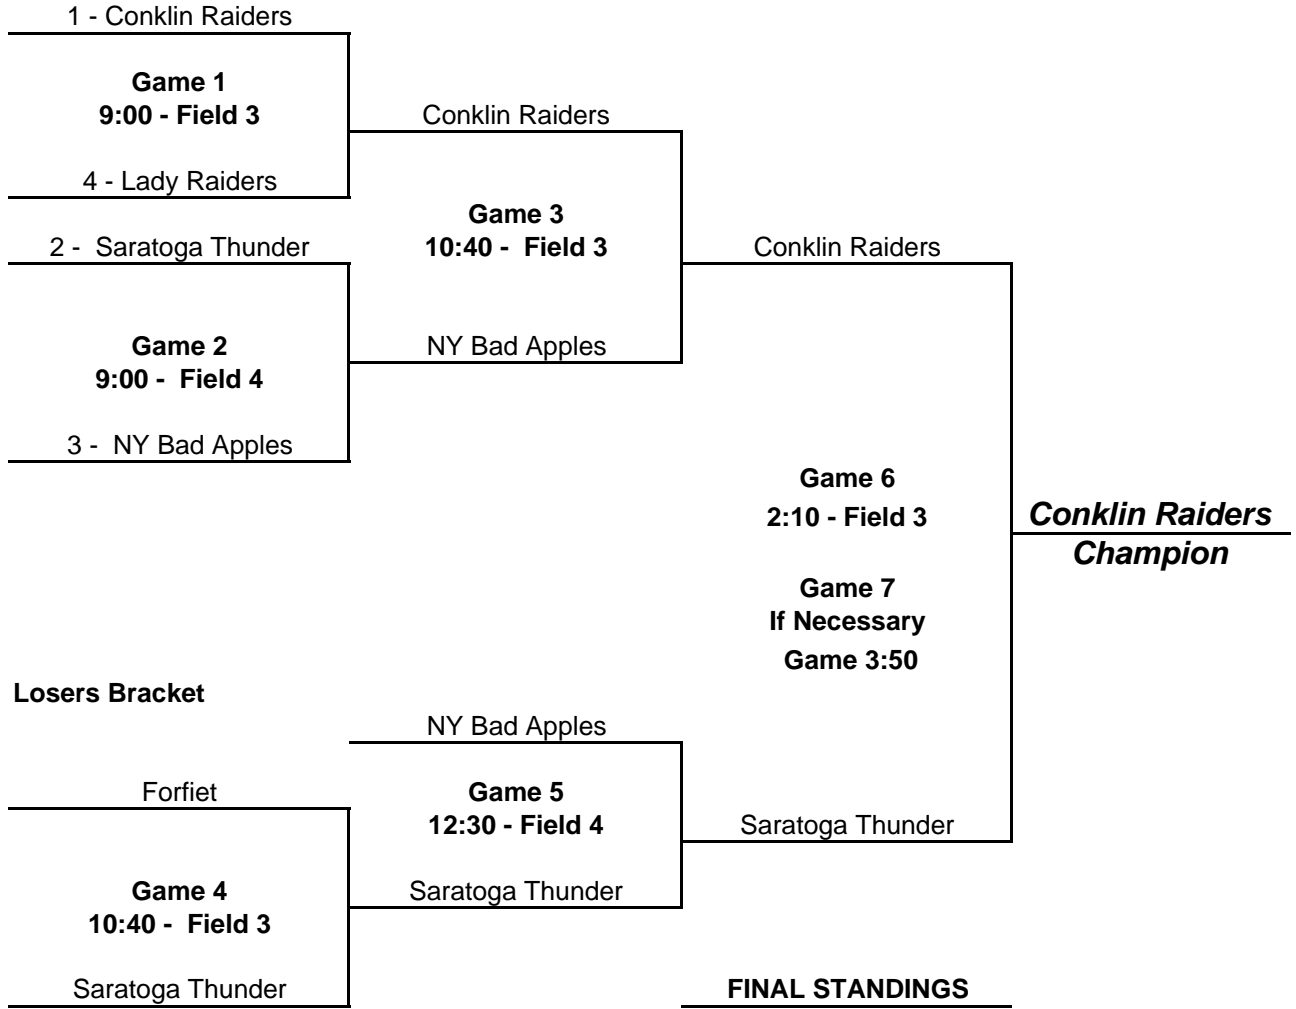 1 - Conklin Raiders
Game 1
9:00 - Field 3
Conklin Raiders
4 - Lady Raiders
Game 3
2 - Saratoga Thunder
10:40 - Field 3
Conklin Raiders
Game 2
NY Bad Apples
9:00 - Field 4
3 - NY Bad Apples
Game 6
2:10 - Field 3
Conklin Raiders
Champion
Game 7
If Necessary
Game 3:50
Losers Bracket
NY Bad Apples
Forfiet
Game 5
12:30 - Field 4
Saratoga Thunder
Game 4
Saratoga Thunder
10:40 - Field 3
Saratoga Thunder
FINAL STANDINGS